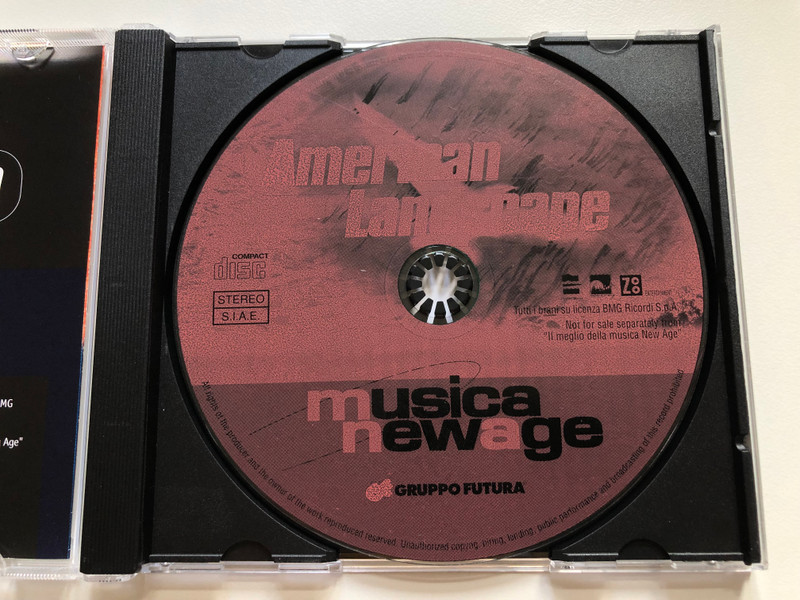 American
Landscape
COMPACT
disc
STEREO
S.I.A.E.
ZOO
Tutti i brani su licenza BMG Ricordi S.p.A.
Not for sale separately from
"Il meglio della musica New Age"
musica
newage
GRUPPO FUTURA
All rights of the producer and the owner of the work reproduced reserved. Unauthorized copying, hiring, lending, public performance and broadcasting of this record prohibited
MG
Age"